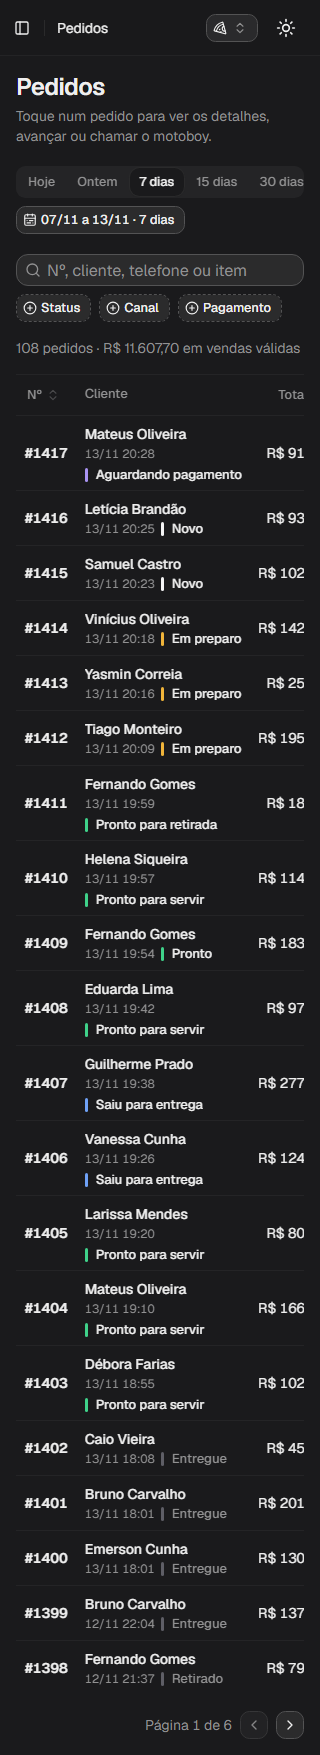 Pedidos
Pedidos
Toque num pedido para ver os detalhes,
avançar ou chamar o motoboy.
Hoje Ontem 7 dias 15 dias 30 dias
07/11 a 13/11 · 7 dias
Nº, cliente, telefone ou item
Status Canal Pagamento
108 pedidos · R$ 11.607,70 em vendas válidas
Nº Cliente Tota
Mateus Oliveira
#1417 13/11 20:28 R$ 91
Aguardando pagamento
Letícia Brandão
#1416 13/11 20:25 Novo R$ 93
Samuel Castro
#1415 13/11 20:23 Novo R$ 102
Vinícius Oliveira
#1414 13/11 20:18 Em preparo R$ 142
Yasmin Correia
#1413 13/11 20:16 Em preparo R$ 25
Tiago Monteiro
#1412 13/11 20:09 Em preparo R$ 195
Fernando Gomes
#1411 13/11 19:59 R$ 18
Pronto para retirada
Helena Siqueira
#1410 13/11 19:57 R$ 114
Pronto para servir
Fernando Gomes
#1409 13/11 19:54 Pronto R$ 183
Eduarda Lima
#1408 13/11 19:42 R$ 97
Pronto para servir
Guilherme Prado
#1407 13/11 19:38 R$ 277
Saiu para entrega
Vanessa Cunha
#1406 13/11 19:26 R$ 124
Saiu para entrega
Larissa Mendes
#1405 13/11 19:20 R$ 80
Pronto para servir
Mateus Oliveira
#1404 13/11 19:10 R$ 166
Pronto para servir
Débora Farias
#1403 13/11 18:55 R$ 102
Pronto para servir
Caio Vieira
#1402 13/11 18:08 Entregue R$ 45
Bruno Carvalho
#1401 13/11 18:01 Entregue R$ 201
Emerson Cunha
#1400 13/11 18:01 Entregue R$ 130
Bruno Carvalho
#1399 12/11 22:04 Entregue R$ 137
Fernando Gomes
#1398 12/11 21:37 Retirado R$ 79
Página 1 de 6